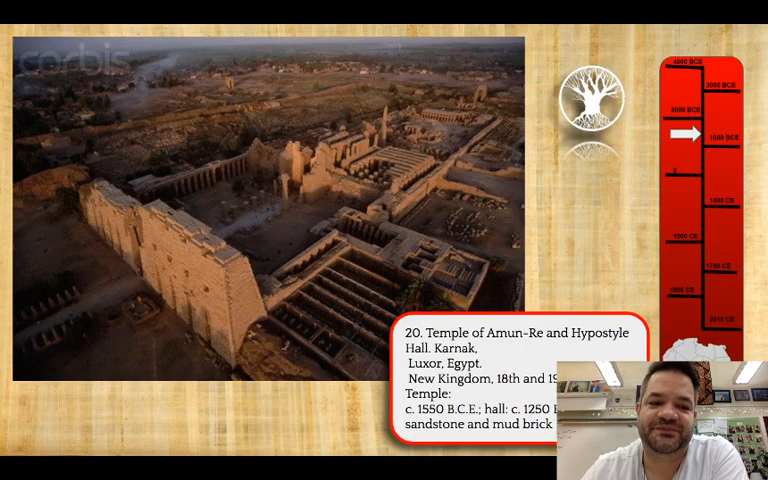 corbis
4000 BCE
3000 BCE
2000 BCE
1000 BCE
1000 CE
1500 CE
1700 CE
1900 CE
2010 CE
20. Temple of Amun-Re and Hypostyle
Hall. Karnak,
Luxor, Egypt.
New Kingdom, 18th and 19
Temple:
c. 1550 B.C.E.; hall: c. 1250
sandstone and mud brick